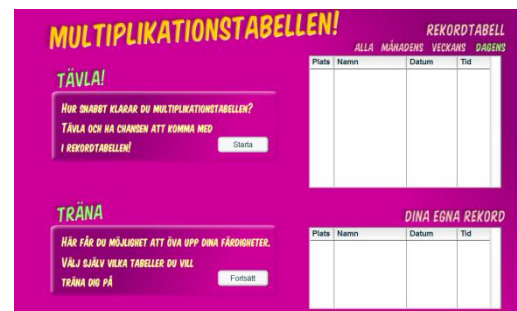 MULTIPLIKATIONSTABELLEN!
REKORDTABELL
ALLA MÅNADENS VECKANS DAGENS
Plats Namn Datum Tid
TÄVLA!
HUR SNABBT KLARAR DU MULTIPLIKATIONSTABELLEN?
TÄVLA OCH HA CHANSEN ATT KOMMA MED
I REKORDTABELLEN!
Starta
TRÄNA
DINA EGNA REKORD
Plats Namn Datum Tid
HÄR FÅR DU MÖJLIGHET ATT ÖVA UPP DINA FÄRDIGHETER.
VÄLJ SJÄLV VILKA TABELLER DU VILL
TRÄNA DIG PÅ
Fortsätt